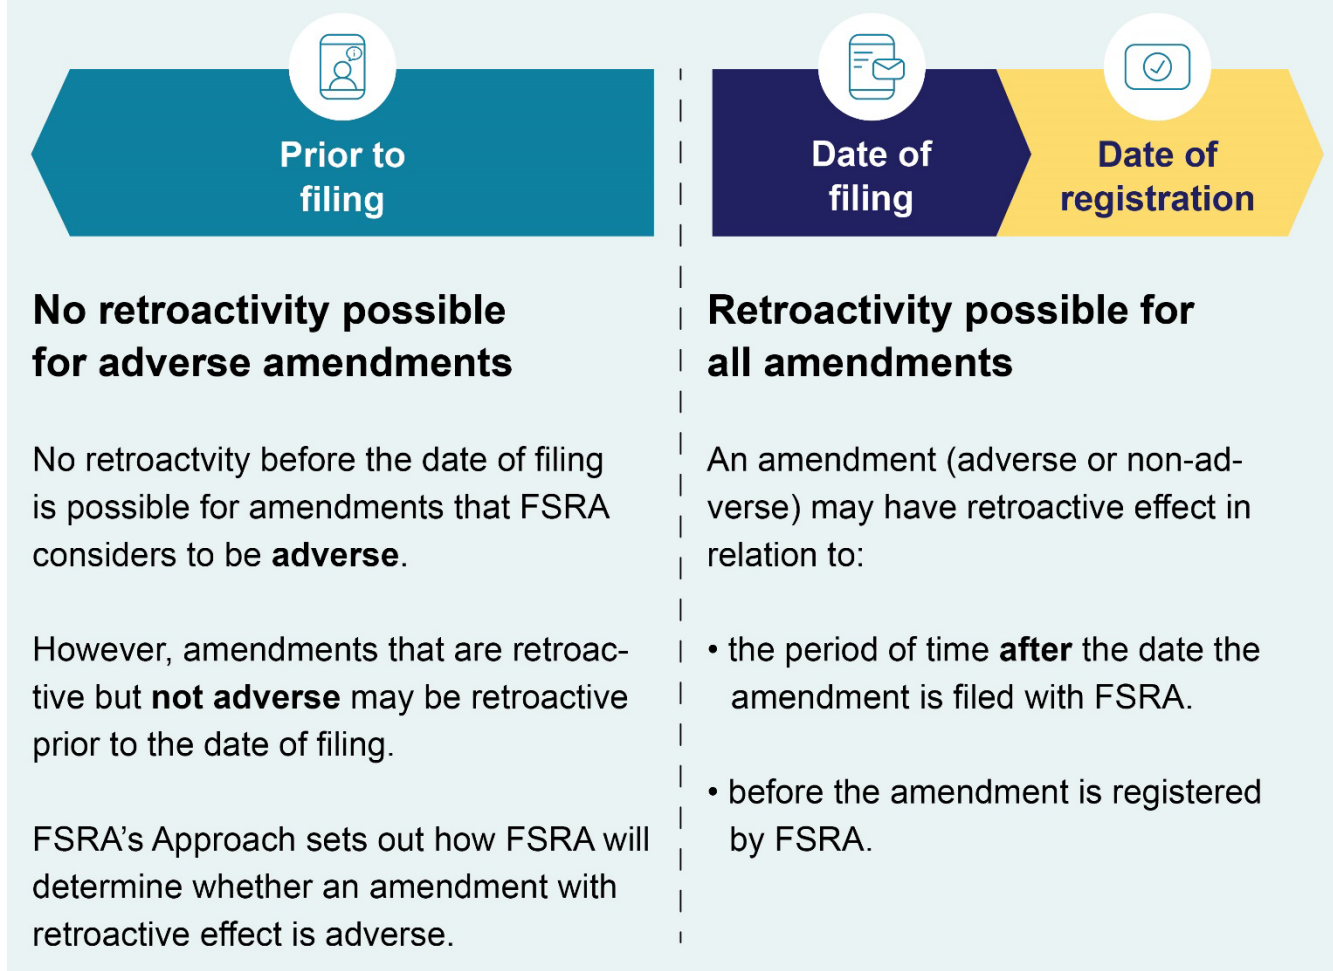 Prior to
filing
No retroactivity possible
for adverse amendments
No retroactvity before the date of filing
is possible for amendments that FSRA
considers to be adverse.
However, amendments that are retroac-
tive but not adverse may be retroactive
prior to the date of filing.
FSRA’s Approach sets out how FSRA will
determine whether an amendment with
retroactive effect is adverse.
Date of
filing
Date of
registration
Retroactivity possible for
all amendments
An amendment (adverse or non-ad-
verse) may have retroactive effect in
relation to:
• the period of time after the date the
amendment is filed with FSRA.
• before the amendment is registered
by FSRA.